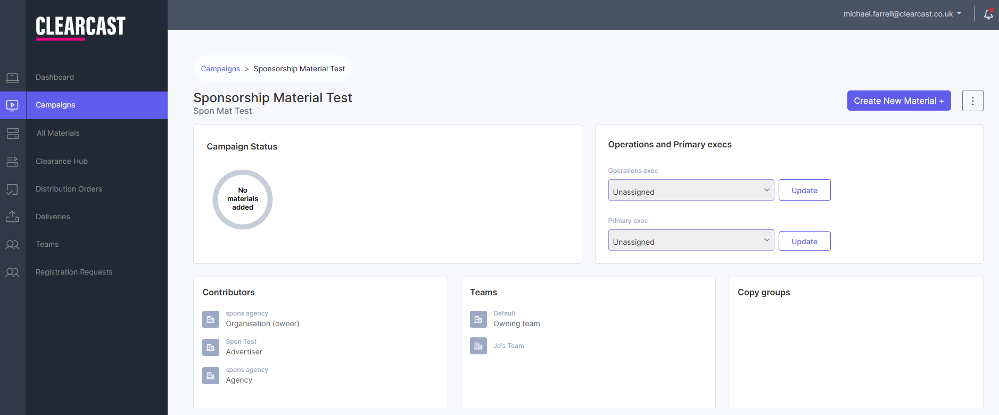 CLEARCAST
michael.farrell@clearcast.co.uk
Dashboard
Campaigns
All Materials
Clearance Hub
Distribution Orders
Deliveries
Teams
Registration Requests
Campaigns > Sponsorship Material Test
Sponsorship Material Test
Spon Mat Test
Create New Material +
Campaign Status
No
materials
added
Operations and Primary execs
Operations exec
Unassigned
Update
Primary exec
Unassigned
Update
Contributors
spons agency
Organisation (owner)
Spon Test
Advertiser
spons agency
Agency
Teams
Default
Owning team
Jo's Team
Copy groups